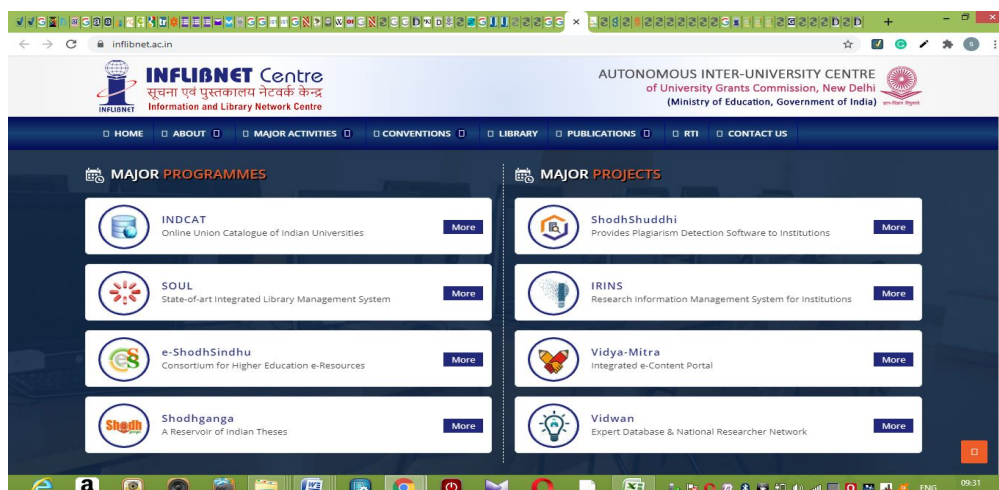 inflibnet.ac.in
INFLIBNET Centre
सूचना एवं पुस्तकालय नेटवर्क केन्द्र
Information and Library Network Centre
INFLIBNET
AUTONOMOUS INTER-UNIVERSITY CENTRE
of University Grants Commission, New Delhi
(Ministry of Education, Government of India)
HOME ABOUT MAJOR ACTIVITIES CONVENTIONS LIBRARY PUBLICATIONS RTI CONTACT US
MAJOR PROGRAMMES
INDCAT
Online Union Catalogue of Indian Universities
More
SOUL
State-of-art Integrated Library Management System
More
e-ShodhSindhu
Consortium for Higher Education e-Resources
More
Shodh
Shodhganga
A Reservoir of Indian Theses
More
MAJOR PROJECTS
ShodhShuddhi
Provides Plagiarism Detection Software to Institutions
More
IRINS
Research Information Management System for Institutions
More
Vidya-Mitra
Integrated e-Content Portal
More
Vidwan
Expert Database & National Researcher Network
More
ENG
09:31